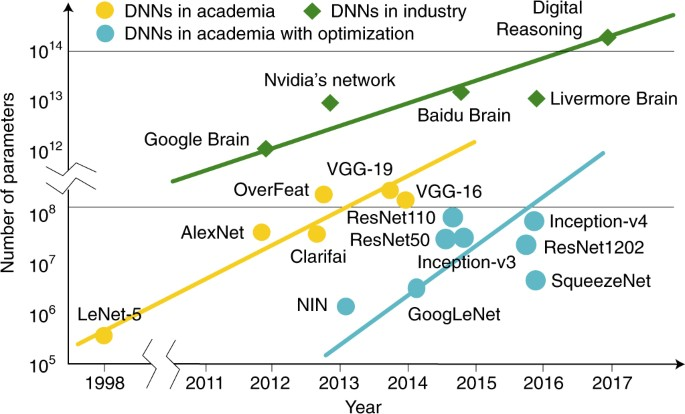 DNNs in academia
DNNs in industry
DNNs in academia with optimization
Digital
Reasoning
10^14
Nvidia's network
10^13
Livermore Brain
Baidu Brain
Google Brain
10^12
VGG-19
OverFeat
VGG-16
10^8
ResNet110
Inception-v4
AlexNet
ResNet50
ResNet1202
Clarifai
Inception-v3
10^7
SqueezeNet
NIN
GoogLeNet
LeNet-5
10^6
10^5
Number of parameters
1998
2011
2012
2013
2014
2015
2016
2017
Year